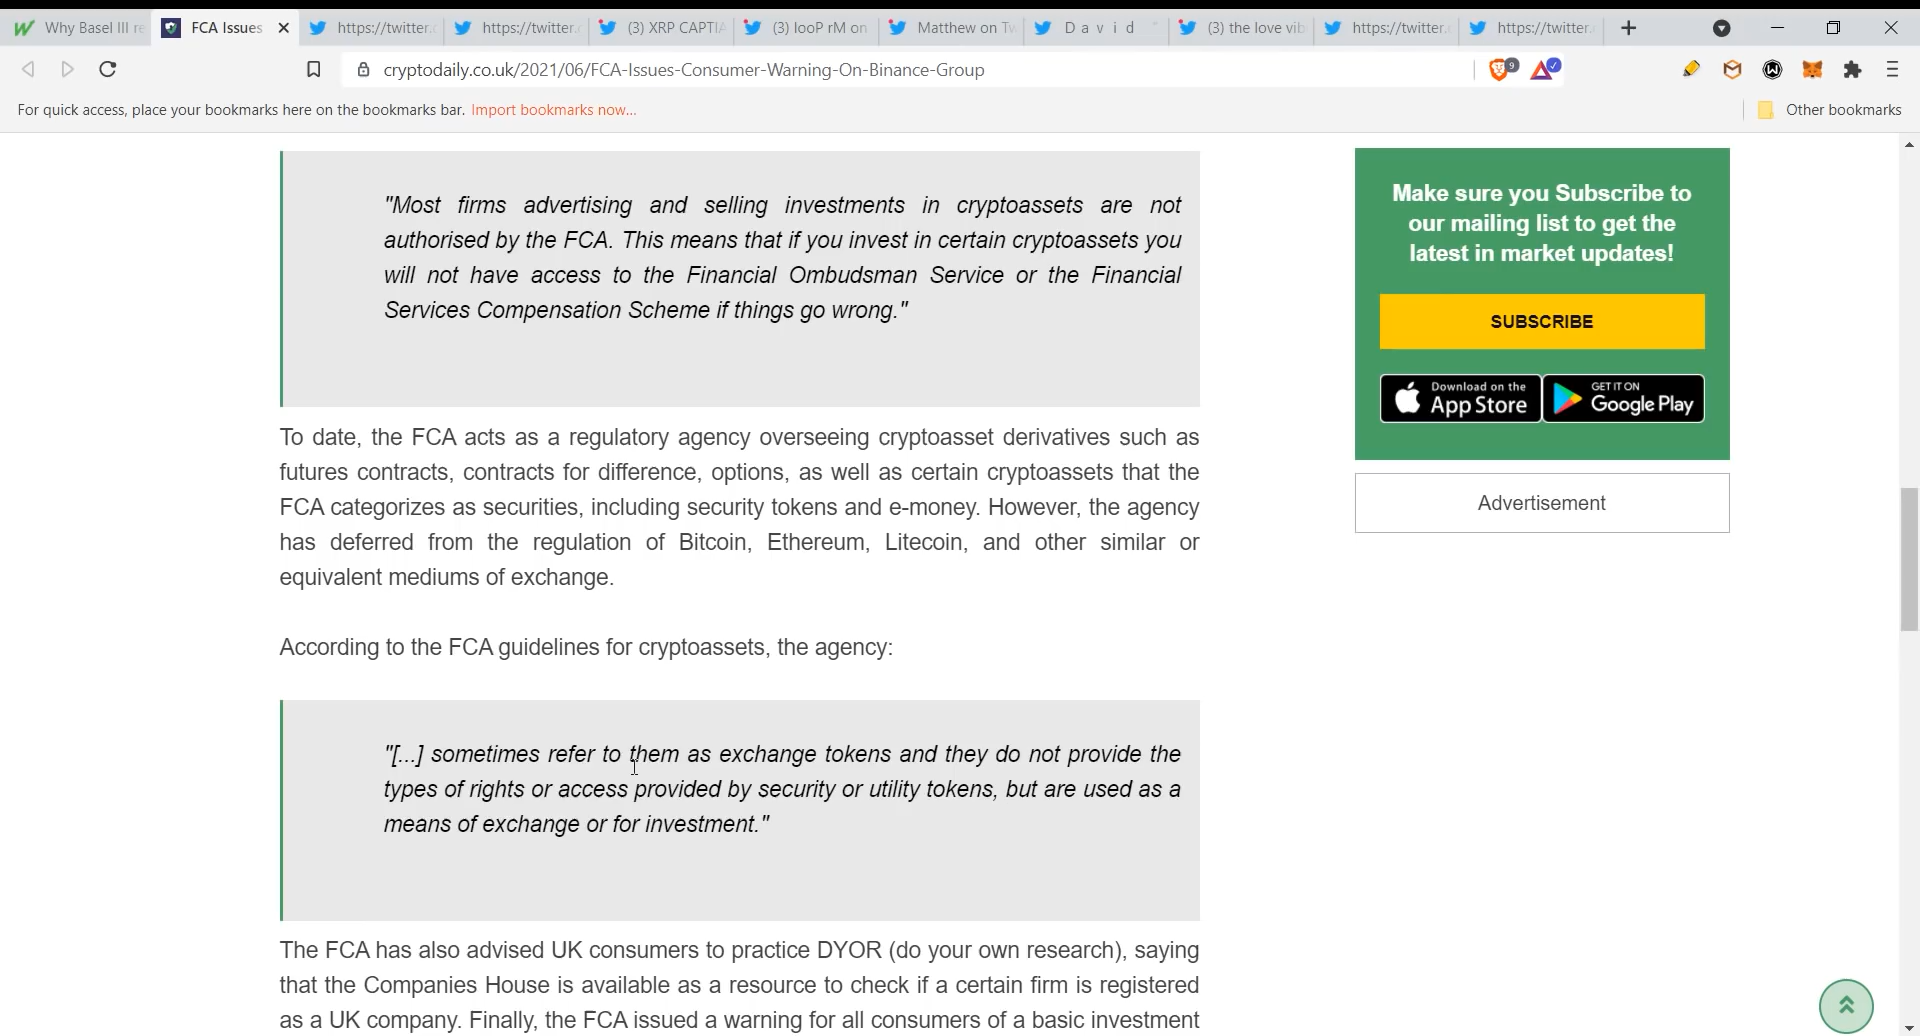 Why Basel III re
FCA Issues
https://twitter.c
https://twitter.c
(3) XRP CAPTIA
(3) looP rM on
Matthew on Tw
D a v i d
(3) the love vib
https://twitter.
https://twitter.
cryptodaily.co.uk/2021/06/FCA-Issues-Consumer-Warning-On-Binance-Group
9
For quick access, place your bookmarks here on the bookmarks bar. Import bookmarks now...
Other bookmarks
"Most firms advertising and selling investments in cryptoassets are not
authorised by the FCA. This means that if you invest in certain cryptoassets you
will not have access to the Financial Ombudsman Service or the Financial
Services Compensation Scheme if things go wrong."
To date, the FCA acts as a regulatory agency overseeing cryptoasset derivatives such as
futures contracts, contracts for difference, options, as well as certain cryptoassets that the
FCA categorizes as securities, including security tokens and e-money. However, the agency
has deferred from the regulation of Bitcoin, Ethereum, Litecoin, and other similar or
equivalent mediums of exchange.
According to the FCA guidelines for cryptoassets, the agency:
"[...] sometimes refer to them as exchange tokens and they do not provide the
types of rights or access provided by security or utility tokens, but are used as a
means of exchange or for investment."
The FCA has also advised UK consumers to practice DYOR (do your own research), saying
that the Companies House is available as a resource to check if a certain firm is registered
as a UK company. Finally, the FCA issued a warning for all consumers of a basic investment
Make sure you Subscribe to
our mailing list to get the
latest in market updates!
SUBSCRIBE
Download on the
App Store
GET IT ON
Google Play
Advertisement